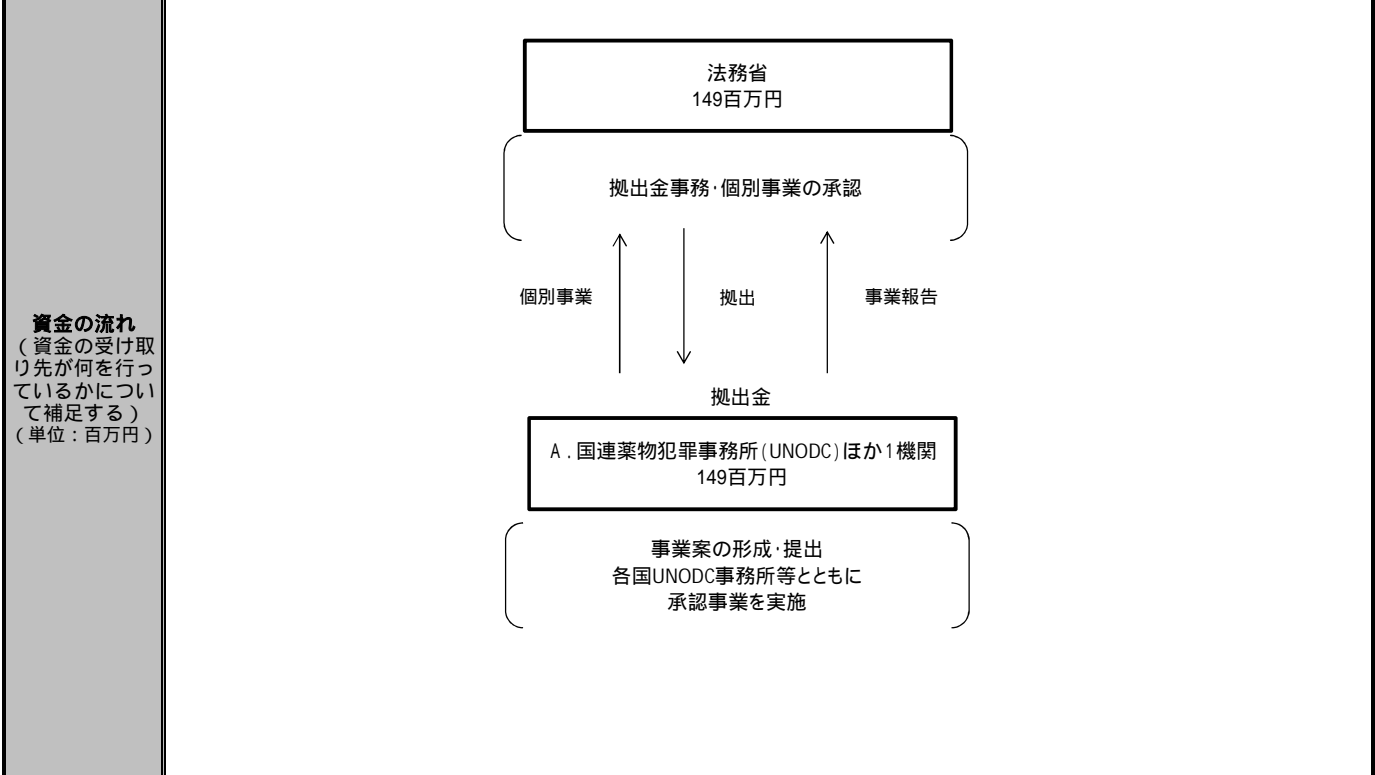 資金の流れ
(資金の受け取
り先が何を行っ
ているかについ
て補足する)
(単位:百万円)
法務省
149百万円
拠出金事務・個別事業の承認
個別事業
拠出
事業報告
拠出金
A.国連薬物犯罪事務所(UNODC)ほか1機関
149百万円
事業案の形成・提出
各国UNODC事務所等とともに
承認事業を実施